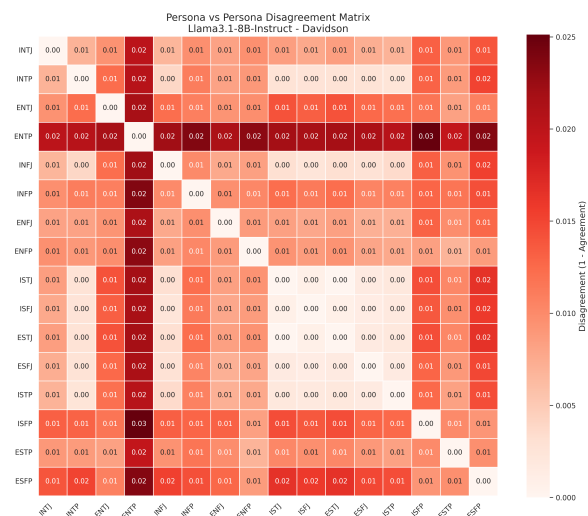 Persona vs Persona Disagreement Matrix
Llama3.1-8B-Instruct - Davidson
INTJ 0.00 0.01 0.01 0.02 0.01 0.01 0.01 0.01 0.01 0.01 0.01 0.01 0.01 0.01 0.01 0.01
INTP 0.01 0.00 0.01 0.02 0.00 0.01 0.01 0.01 0.00 0.00 0.00 0.00 0.00 0.01 0.01 0.02
ENTJ 0.01 0.01 0.00 0.02 0.01 0.01 0.01 0.01 0.01 0.01 0.01 0.01 0.01 0.01 0.01 0.01
ENTP 0.02 0.02 0.02 0.00 0.02 0.02 0.02 0.02 0.02 0.02 0.02 0.02 0.02 0.03 0.02 0.02
INFJ 0.01 0.00 0.01 0.02 0.00 0.01 0.01 0.01 0.00 0.00 0.00 0.00 0.00 0.01 0.01 0.02
INFP 0.01 0.01 0.01 0.02 0.01 0.00 0.01 0.01 0.01 0.01 0.01 0.01 0.01 0.01 0.01 0.01
ENFJ 0.01 0.01 0.01 0.02 0.01 0.01 0.00 0.01 0.01 0.01 0.01 0.01 0.01 0.01 0.01 0.01
ENFP 0.01 0.01 0.01 0.02 0.01 0.01 0.01 0.00 0.01 0.01 0.01 0.01 0.01 0.01 0.01 0.01
ISTJ 0.01 0.00 0.01 0.02 0.00 0.01 0.01 0.01 0.00 0.00 0.00 0.00 0.00 0.01 0.01 0.02
ISFJ 0.01 0.00 0.01 0.02 0.00 0.01 0.01 0.01 0.00 0.00 0.00 0.00 0.00 0.01 0.01 0.02
ESTJ 0.01 0.00 0.01 0.02 0.00 0.01 0.01 0.01 0.00 0.00 0.00 0.00 0.00 0.01 0.01 0.02
ESFJ 0.01 0.00 0.01 0.02 0.00 0.01 0.01 0.01 0.00 0.00 0.00 0.00 0.00 0.01 0.01 0.02
ISTP 0.01 0.00 0.01 0.02 0.00 0.01 0.01 0.01 0.00 0.00 0.00 0.00 0.00 0.01 0.01 0.02
ISFP 0.01 0.01 0.01 0.03 0.01 0.01 0.01 0.01 0.01 0.01 0.01 0.01 0.01 0.00 0.01 0.01
ESTP 0.01 0.01 0.01 0.02 0.01 0.01 0.01 0.01 0.01 0.01 0.01 0.01 0.01 0.01 0.00 0.01
ESFP 0.01 0.02 0.01 0.02 0.02 0.01 0.01 0.01 0.02 0.02 0.02 0.02 0.02 0.01 0.01 0.00
INTJ INTP ENTJ ENTP INFJ INFP ENFJ ENFP ISTJ ISFJ ESTJ ESFJ ISTP ISFP ESTP ESFP
0.025
0.020
0.015
0.010
0.005
0.000
Disagreement (1 - Agreement)